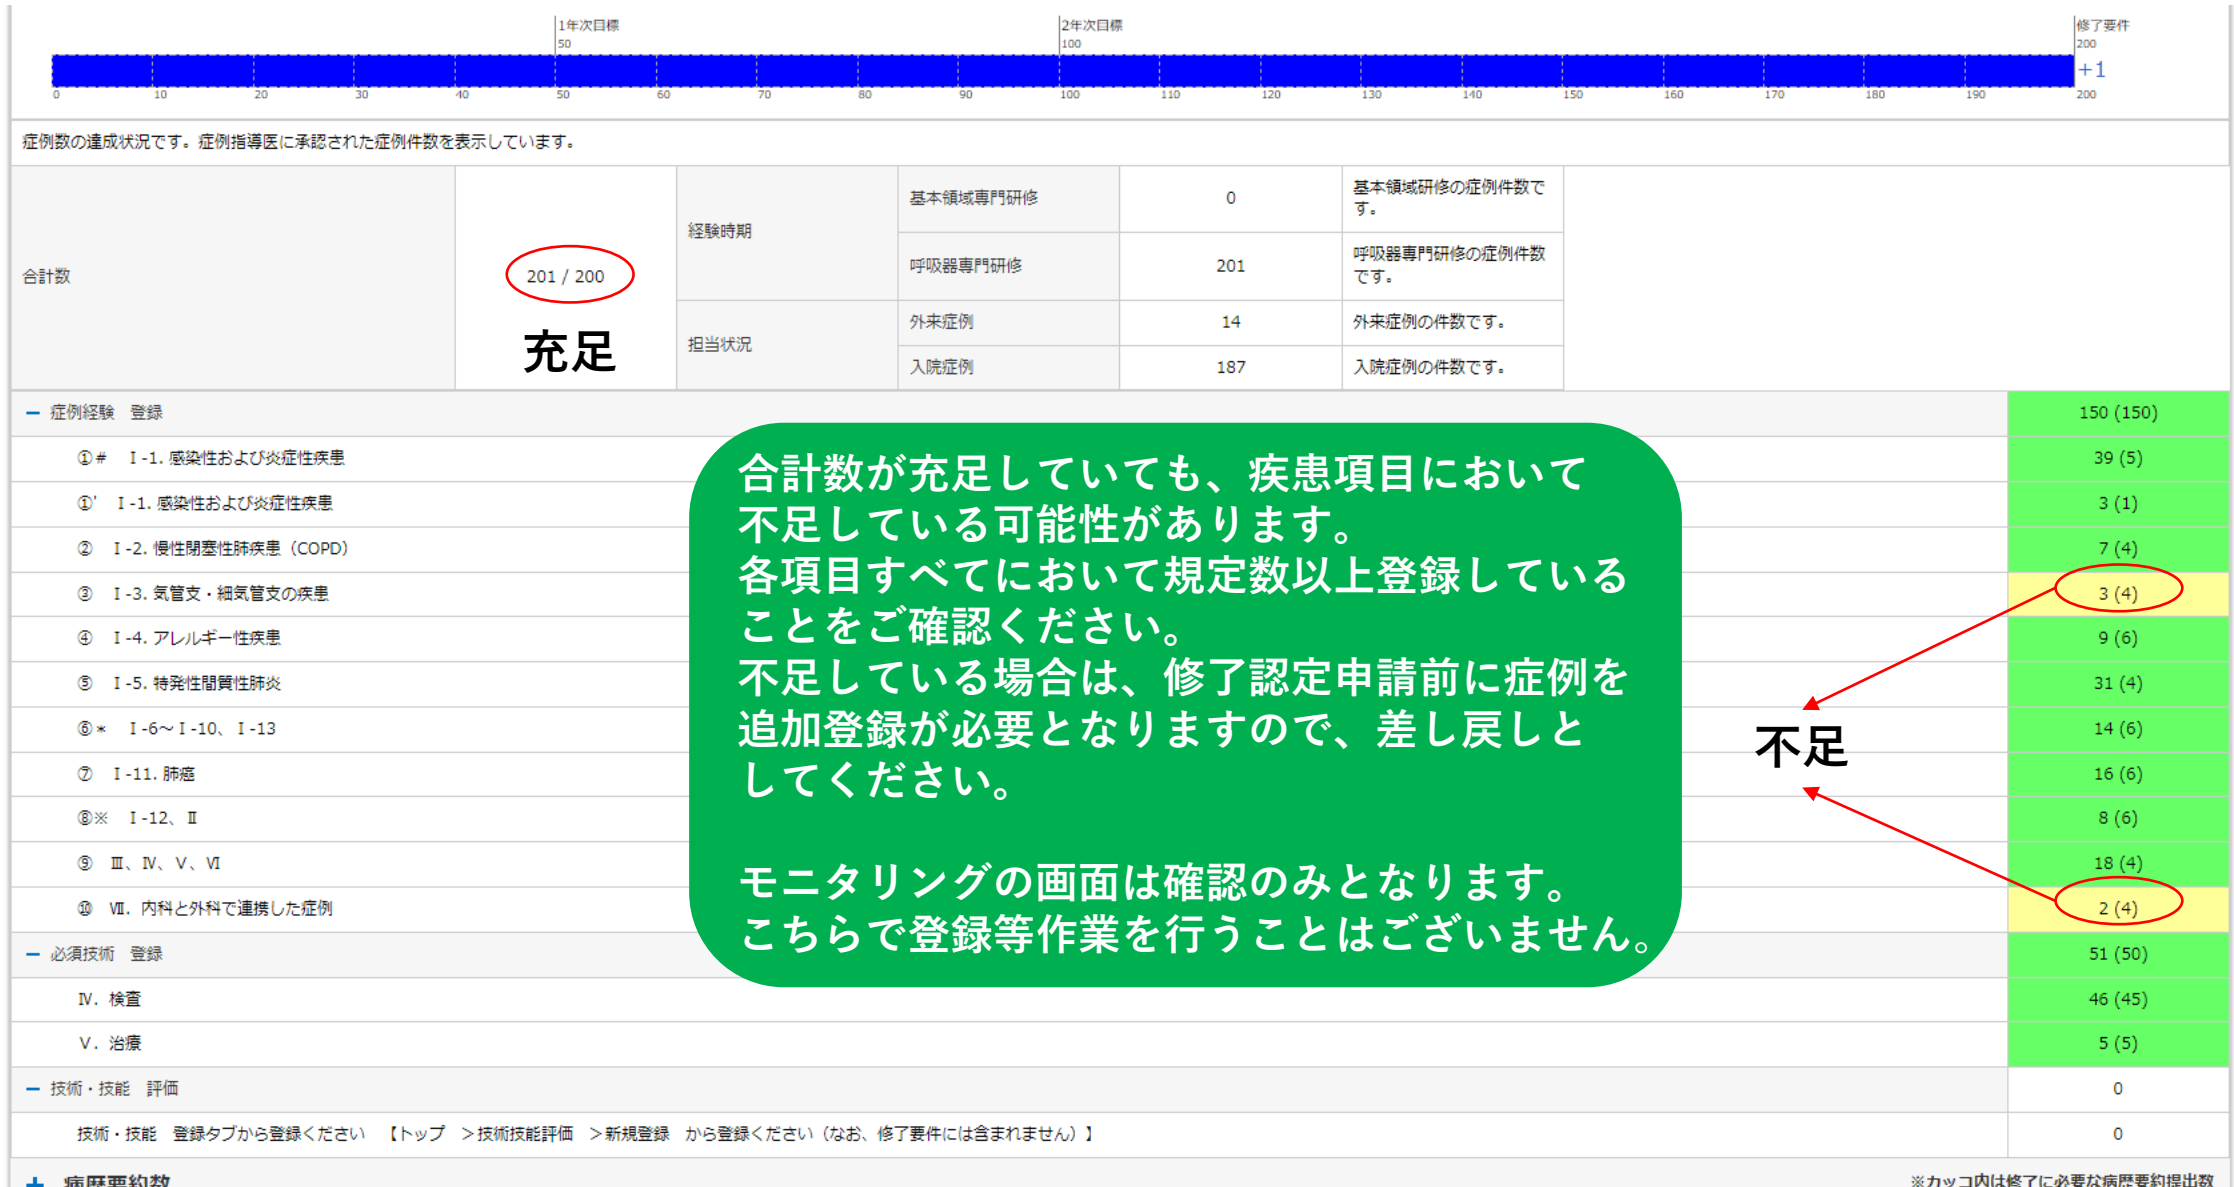 1年次目標
50
2年次目標
100
修了要件
200
+1
0 10 20 30 40 50 60 70 80 90 100 110 120 130 140 150 160 170 180 190 200
症例数の達成状況です。症例指導医に承認された症例件数を表示しています。
合計数
201 / 200
充足
経験時期
基本領域専門研修 0 基本領域研修の症例件数で
す。
呼吸器専門研修 201 呼吸器専門研修の症例件数
です。
担当状況
外来症例 14 外来症例の件数です。
入院症例 187 入院症例の件数です。
− 症例経験 登録 150 (150)
①# Ⅰ-1. 感染性および炎症性疾患 39 (5)
①' Ⅰ-1. 感染性および炎症性疾患 3 (1)
② Ⅰ-2. 慢性閉塞性肺疾患（COPD） 7 (4)
③ Ⅰ-3. 気管支・細気管支の疾患 3 (4)
④ Ⅰ-4. アレルギー性疾患 9 (6)
⑤ Ⅰ-5. 特発性間質性肺炎 31 (4)
⑥* Ⅰ-6～Ⅰ-10、Ⅰ-13 14 (6)
⑦ Ⅰ-11. 肺癌 16 (6)
⑧※ Ⅰ-12、Ⅱ 8 (6)
⑨ Ⅲ、Ⅳ、Ⅴ、Ⅵ 18 (4)
⑩ Ⅶ. 内科と外科で連携した症例 2 (4)
合計数が充足していても、疾患項目において
不足している可能性があります。
各項目すべてにおいて規定数以上登録している
ことをご確認ください。
不足している場合は、修了認定申請前に症例を
追加登録が必要となりますので、差し戻しと
してください。
モニタリングの画面は確認のみとなります。
こちらで登録等作業を行うことはございません。
不足
− 必須技術 登録 51 (50)
Ⅳ. 検査 46 (45)
Ⅴ. 治療 5 (5)
− 技術・技能 評価 0
技術・技能 登録タブから登録ください 【トップ ＞技術技能評価 ＞新規登録 から登録ください（なお、修了要件には含まれません）】 0
+ 病歴要約数 ※カッコ内は修了に必要な病歴要約提出数